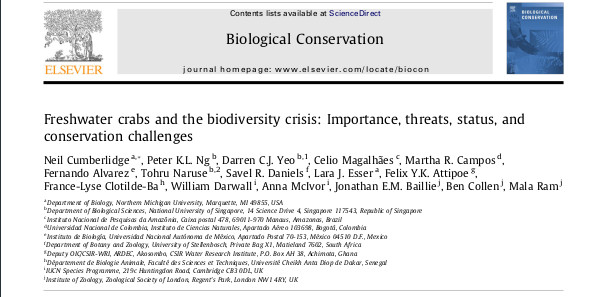 Contents lists available at ScienceDirect
Biological Conservation
journal homepage: www.elsevier.com/locate/biocon
ELSEVIER
BIOLOGICAL CONSERVATION
Freshwater crabs and the biodiversity crisis: Importance, threats, status, and
conservation challenges
Neil Cumberlidge a,*, Peter K.L. Ng b, Darren C.J. Yeo b,1, Celio Magalhães c, Martha R. Campos d,
Fernando Alvarez e, Tohru Naruse b,2, Savel R. Daniels f, Lara J. Esser a, Felix Y.K. Attipoe g,
France-Lyse Clotilde-Ba h, William Darwall i, Anna McIvor i, Jonathan E.M. Baillie j, Ben Collen j, Mala Ram j
a Department of Biology, Northern Michigan University, Marquette, MI 49855, USA
b Department of Biological Sciences, National University of Singapore, 14 Science Drive 4, Singapore 117543, Republic of Singapore
c Instituto Nacional de Pesquisas da Amazônia, Caixa postal 478, 69011-970 Manaus, Amazonas, Brazil
d Universidad Nacional de Colombia, Instituto de Ciencias Naturales, Apartado Aéreo 103698, Bogotá, Colombia
e Instituto de Biología, Universidad Nacional Autónoma de México, Apartado Postal 70-153, México 04510 D.F., Mexico
f Department of Botany and Zoology, University of Stellenbosch, Private Bag X1, Matieland 7602, South Africa
g Deputy OIC/CSIR-WRI, ARDEC, Akosombo, CSIR Water Research Institute, P.O. Box AH 38, Achimota, Ghana
h Département de Biologie Animale, Faculté des Sciences et Techniques, Université Cheikh Anta Diop de Dakar, Senegal
i IUCN Species Programme, 219c Huntingdon Road, Cambridge CB3 0DL, UK
j Institute of Zoology, Zoological Society of London, Regent's Park, London NW1 4RY, UK